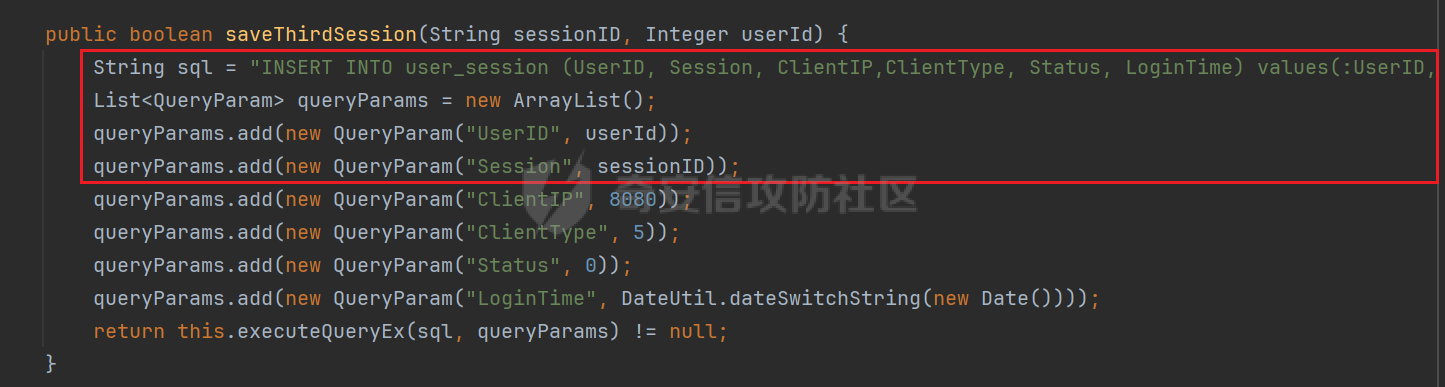 public boolean saveThirdSession(String sessionID, Integer userId) {
String sql = "INSERT INTO user_session (UserID, Session, ClientIP,ClientType, Status, LoginTime) values(:UserID,
List<QueryParam> queryParams = new ArrayList();
queryParams.add(new QueryParam("UserID", userId));
queryParams.add(new QueryParam("Session", sessionID));
queryParams.add(new QueryParam("ClientIP", 8080));
奇安信攻防社区
queryParams.add(new QueryParam("ClientType", 5));
queryParams.add(new QueryParam("Status", 0));
queryParams.add(new QueryParam("LoginTime", DateUtil.dateSwitchString(new Date())));
return this.executeQueryEx(sql, queryParams) != null;
}